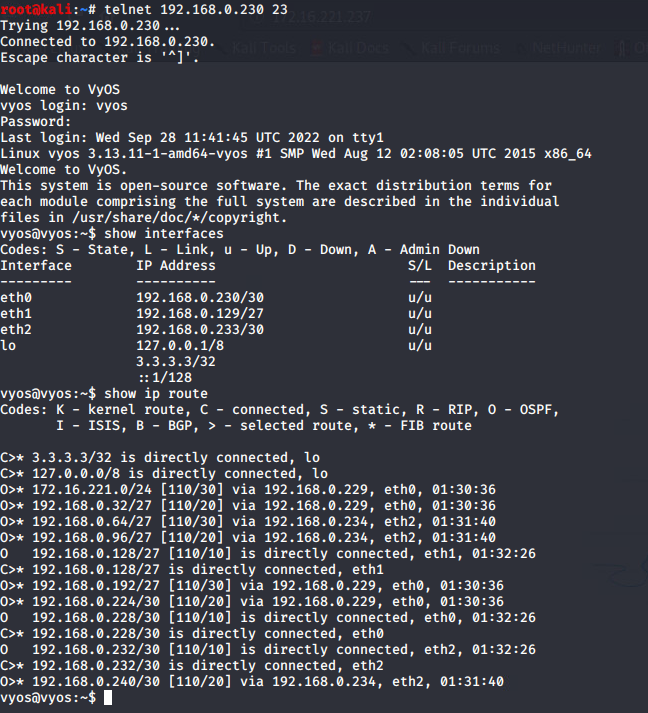 root@kali:~# telnet 192.168.0.230 23
Trying 192.168.0.230...
Connected to 192.168.0.230.
Escape character is '^]'.
Welcome to VyOS
vyos login: vyos
Password:
Last login: Wed Sep 28 11:41:45 UTC 2022 on tty1
Linux vyos 3.13.11-1-amd64-vyos #1 SMP Wed Aug 12 02:08:05 UTC 2015 x86_64
Welcome to VyOS.
This system is open-source software. The exact distribution terms for
each module comprising the full system are described in the individual
files in /usr/share/doc/*/copyright.
vyos@vyos:~$ show interfaces
Codes: S - State, L - Link, u - Up, D - Down, A - Admin Down
Interface        IP Address                        S/L  Description
---------        ----------                        ---  -----------
eth0             192.168.0.230/30                  u/u
eth1             192.168.0.129/27                  u/u
eth2             192.168.0.233/30                  u/u
lo               127.0.0.1/8                       u/u
                 3.3.3.3/32
                 ::1/128
vyos@vyos:~$ show ip route
Codes: K - kernel route, C - connected, S - static, R - RIP, O - OSPF,
       I - ISIS, B - BGP, > - selected route, * - FIB route
C>* 3.3.3.3/32 is directly connected, lo
C>* 127.0.0.0/8 is directly connected, lo
O>* 172.16.221.0/24 [110/30] via 192.168.0.229, eth0, 01:30:36
O>* 192.168.0.32/27 [110/20] via 192.168.0.229, eth0, 01:30:36
O>* 192.168.0.64/27 [110/30] via 192.168.0.234, eth2, 01:31:40
O>* 192.168.0.96/27 [110/20] via 192.168.0.234, eth2, 01:31:40
O   192.168.0.128/27 [110/10] is directly connected, eth1, 01:32:26
C>* 192.168.0.128/27 is directly connected, eth1
O>* 192.168.0.192/27 [110/30] via 192.168.0.229, eth0, 01:30:36
O>* 192.168.0.224/30 [110/20] via 192.168.0.229, eth0, 01:30:36
O   192.168.0.228/30 [110/10] is directly connected, eth0, 01:32:26
C>* 192.168.0.228/30 is directly connected, eth0
O   192.168.0.232/30 [110/10] is directly connected, eth2, 01:32:26
C>* 192.168.0.232/30 is directly connected, eth2
O>* 192.168.0.240/30 [110/20] via 192.168.0.234, eth2, 01:31:40
vyos@vyos:~$
172.16.221.237
Kali Tools
Kali Docs
Kali Forums
NetHunter